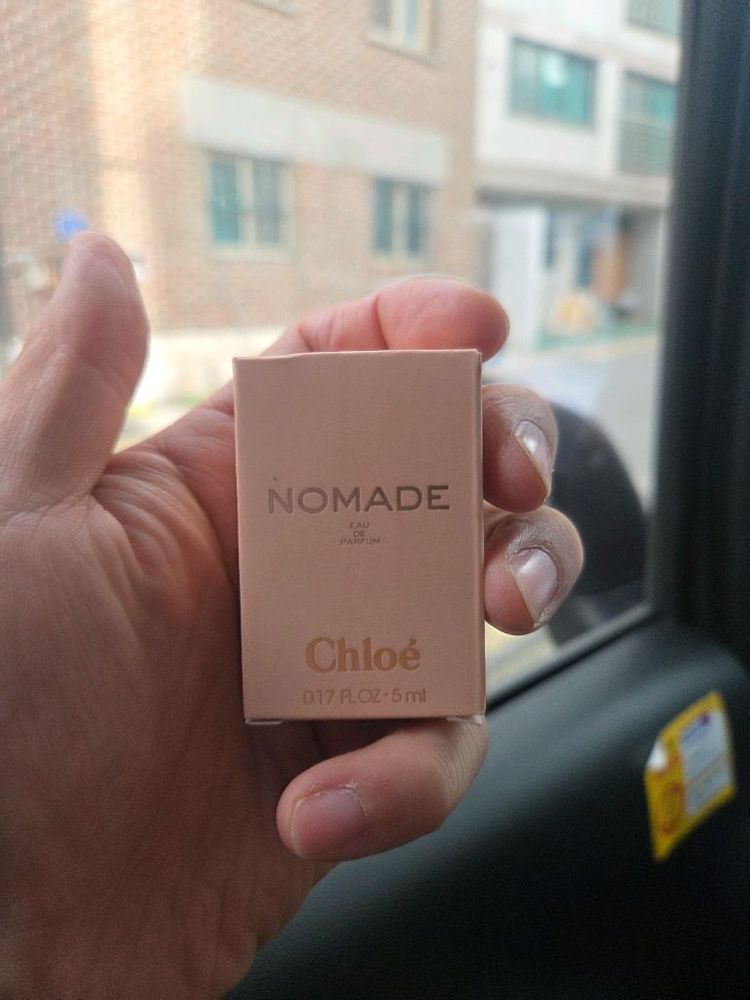 NOMADE
EAU
DE
PARFUM
Chloé
0.17 FL.OZ • 5 ml